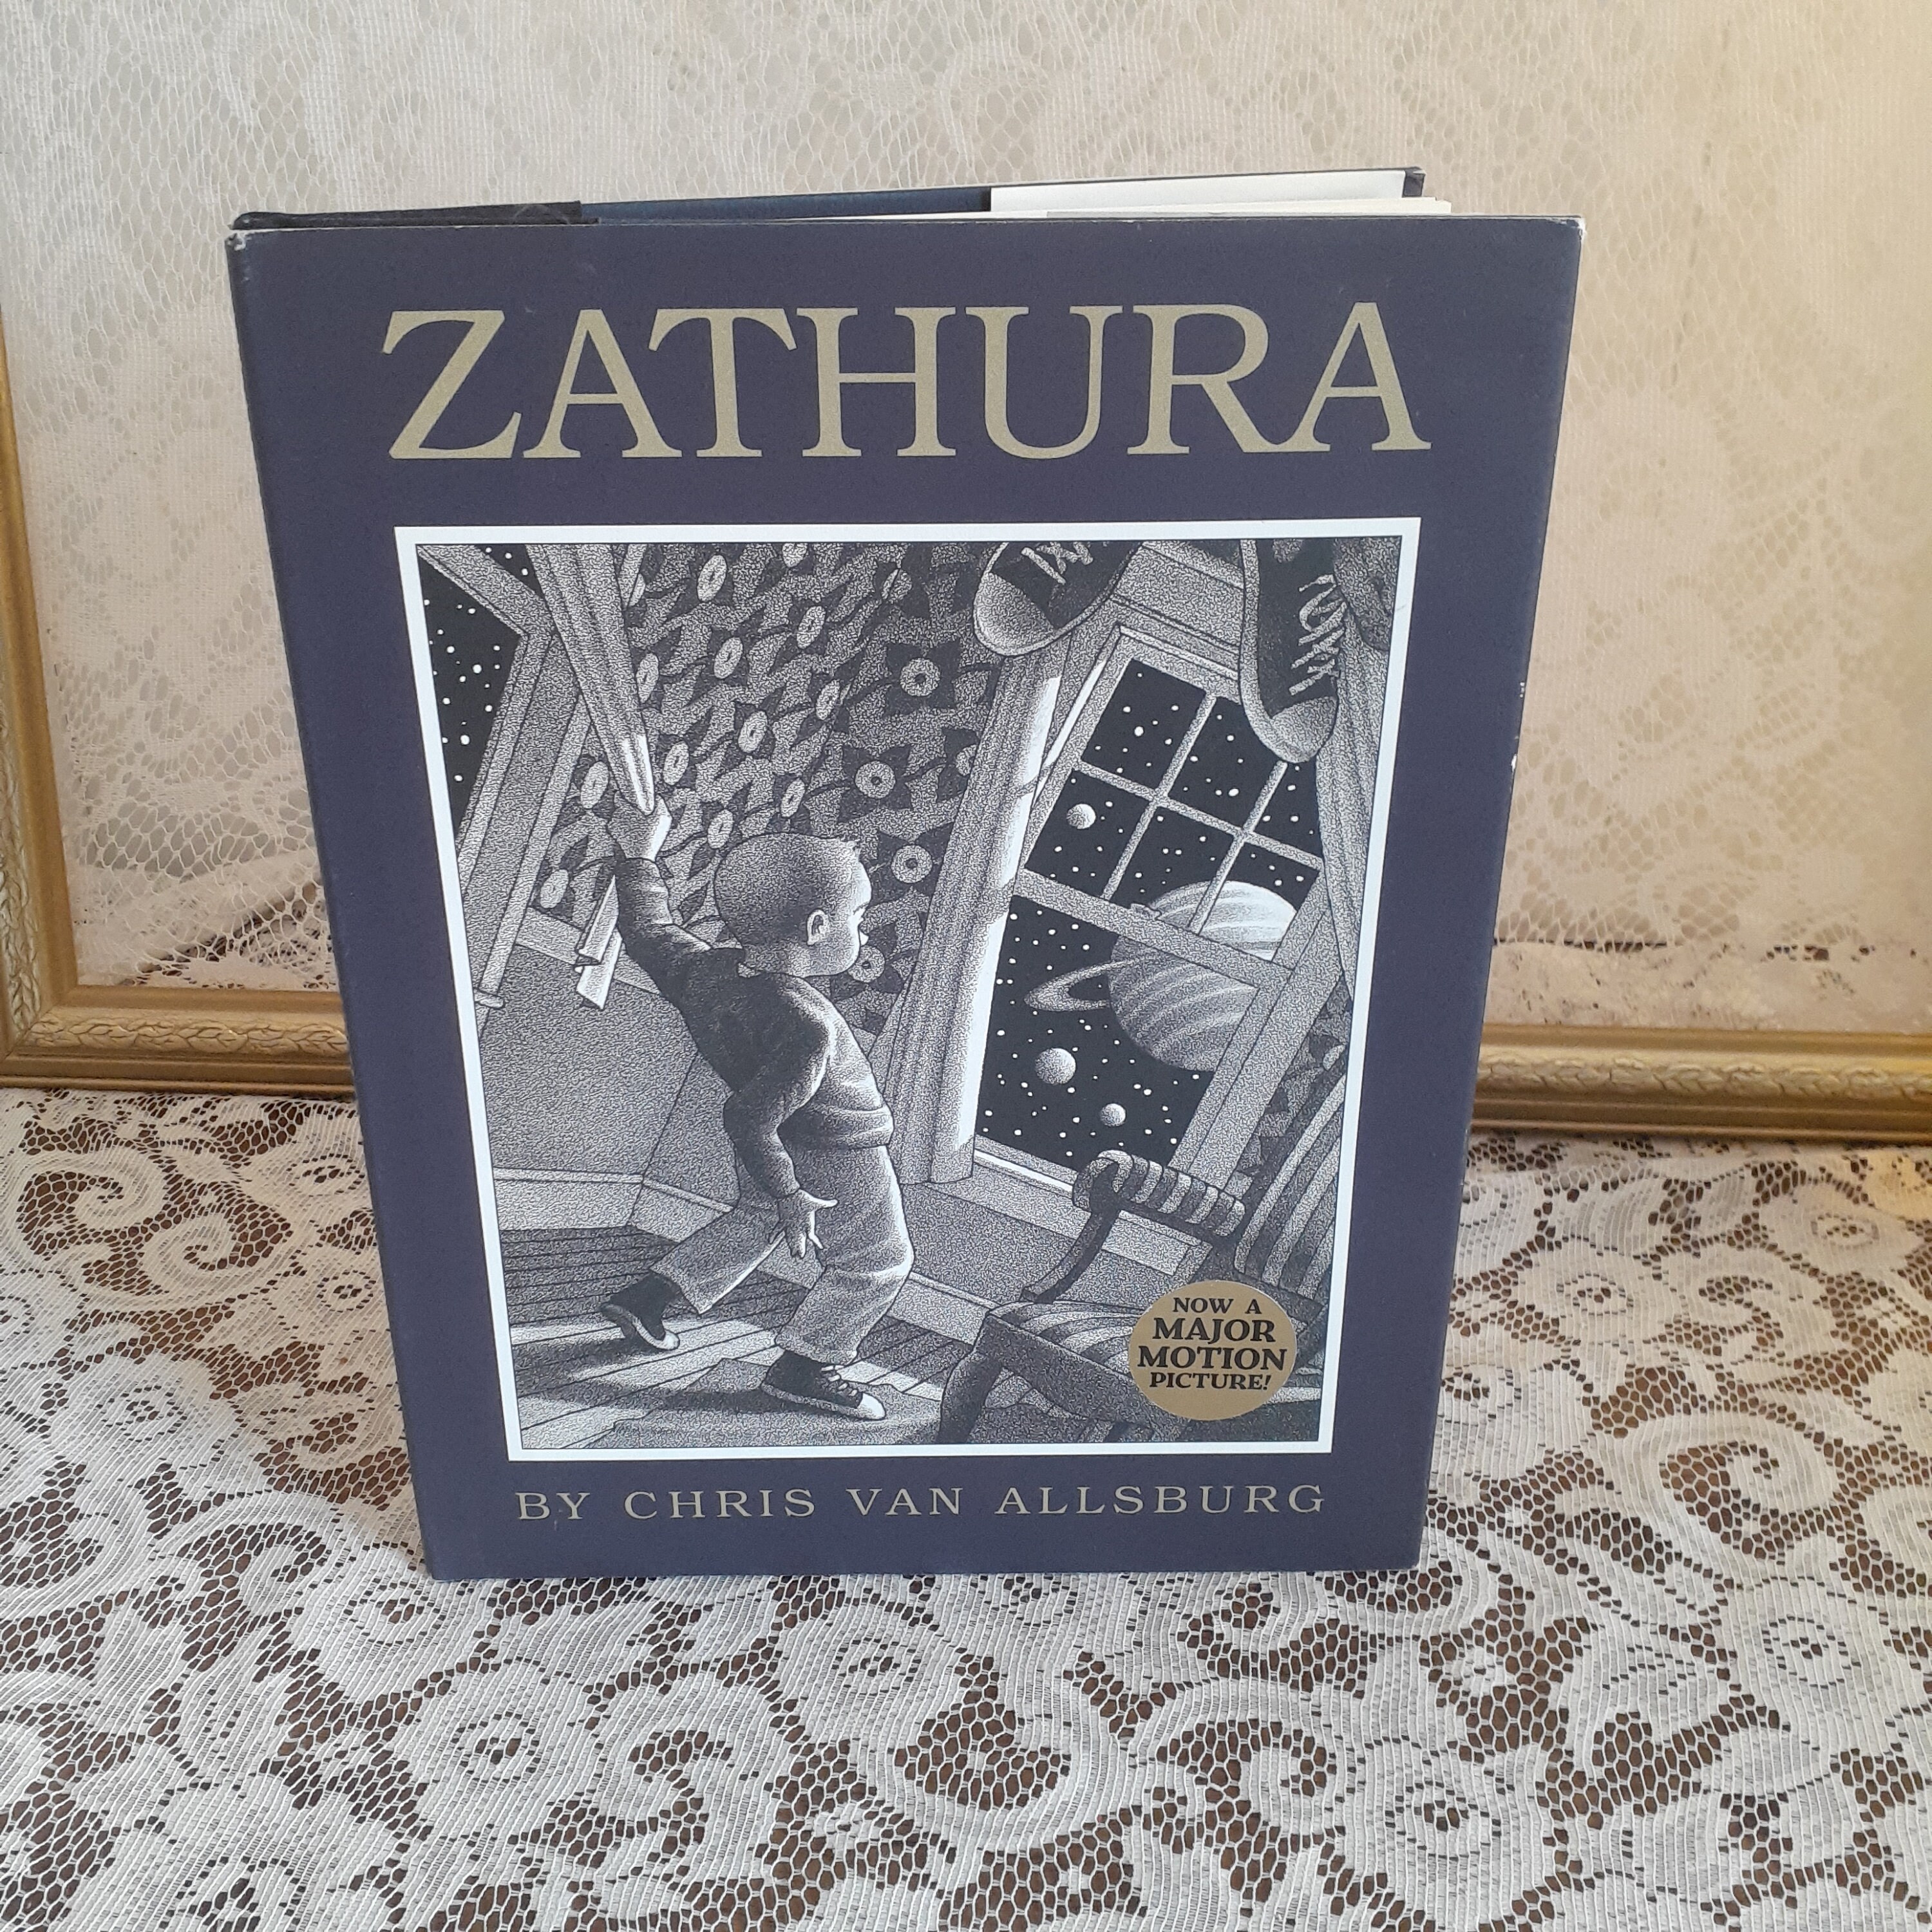 ZATHURA
NOW A
MAJOR
MOTION
PICTURE!
BY CHRIS VAN ALLSBURG